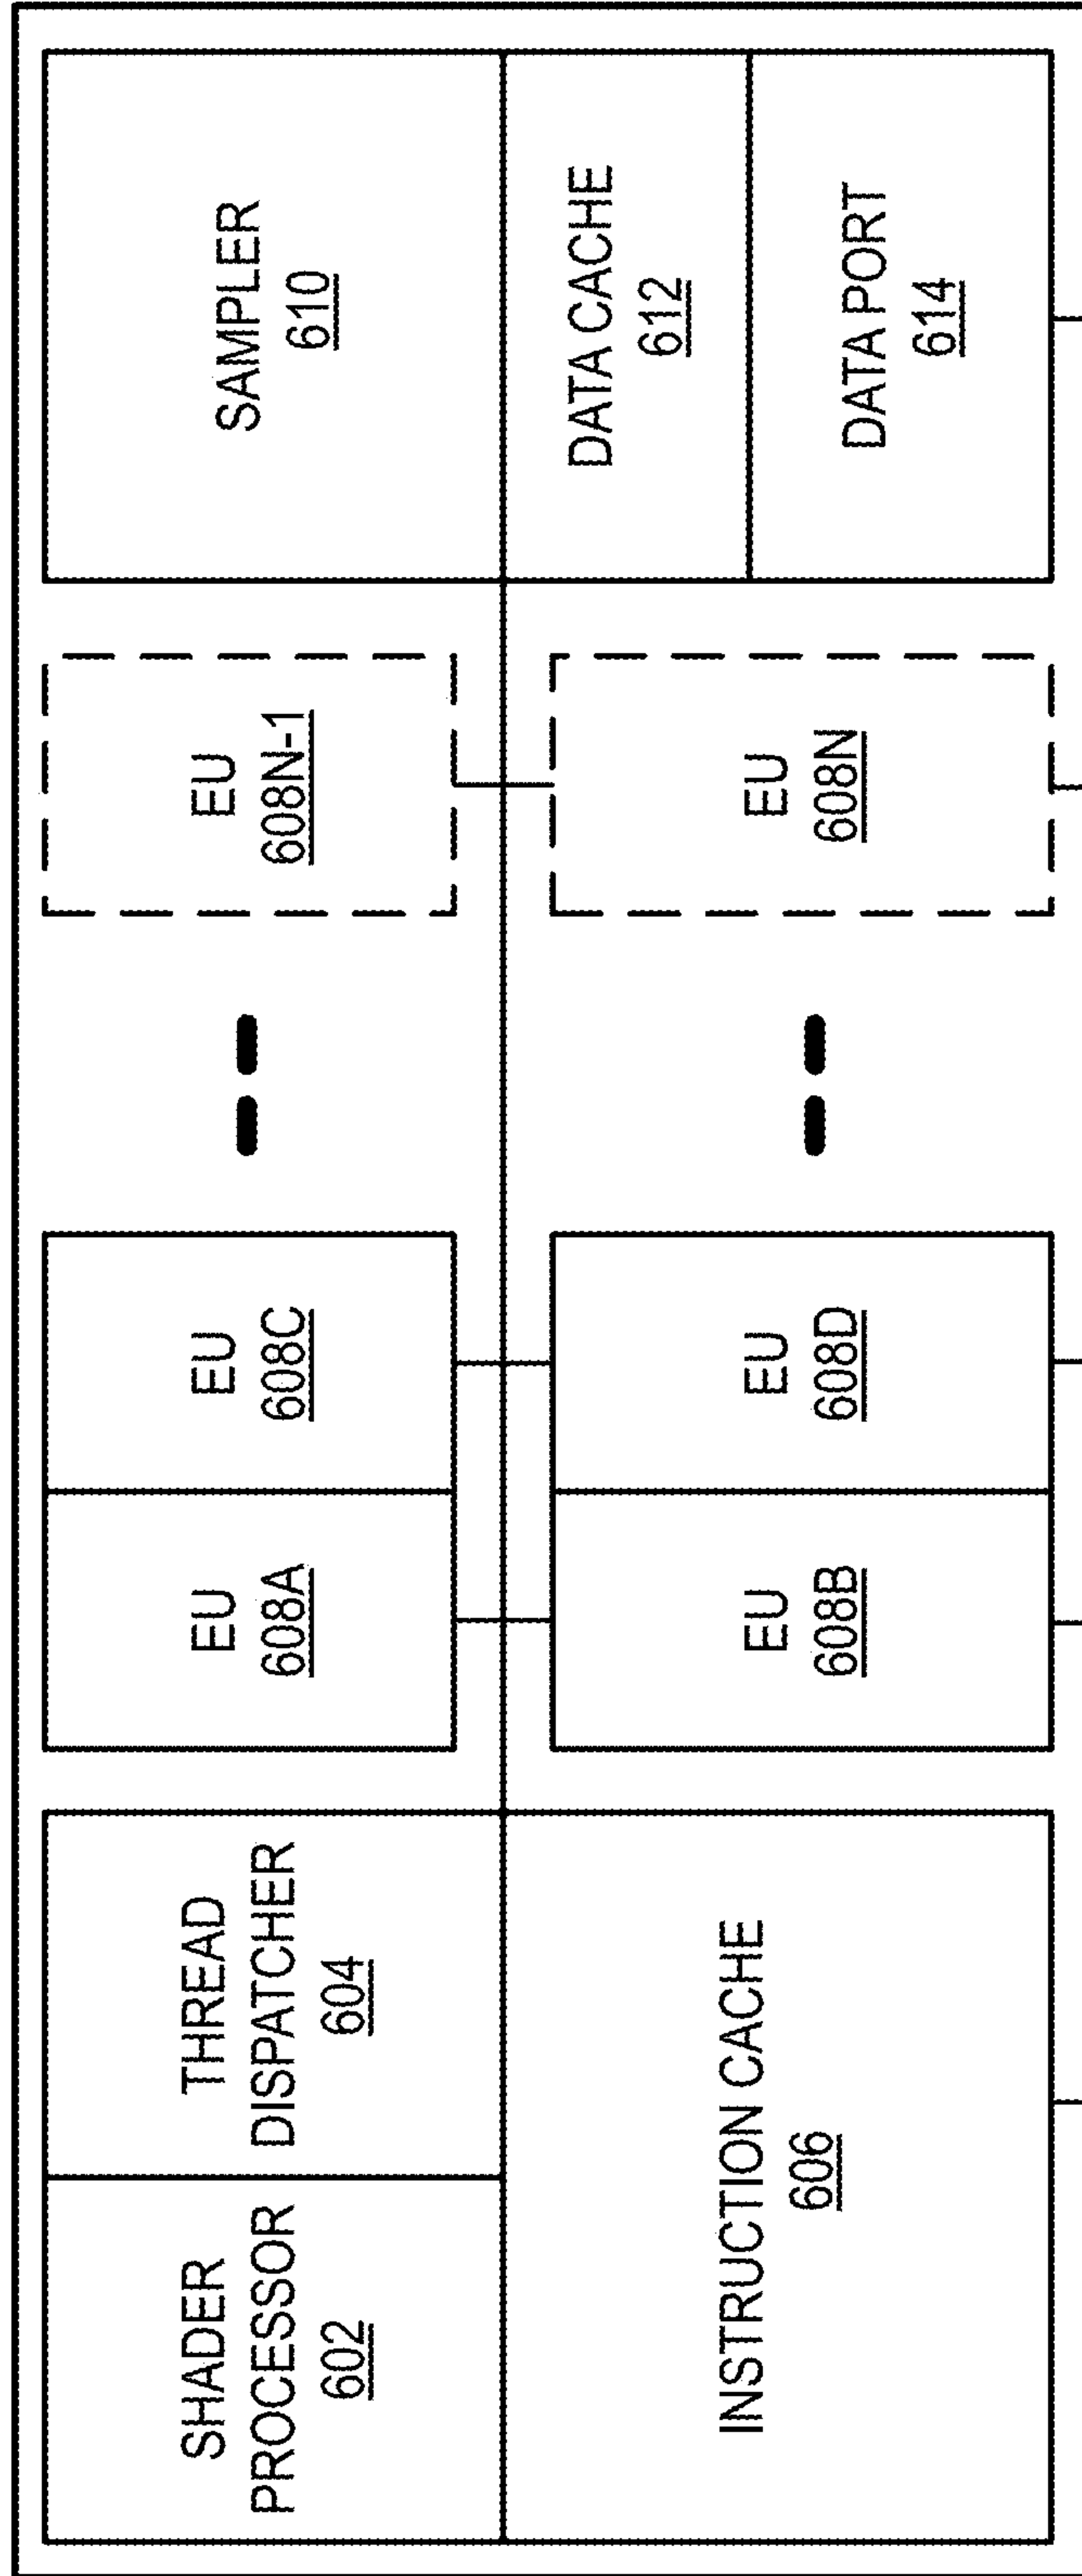 SHADER
PROCESSOR
602
THREAD
DISPATCHER
604
INSTRUCTION CACHE
606
EU
608A
EU
608C
EU
608B
EU
608D
EU
608N-1
EU
608N
SAMPLER
610
DATA CACHE
612
DATA PORT
614